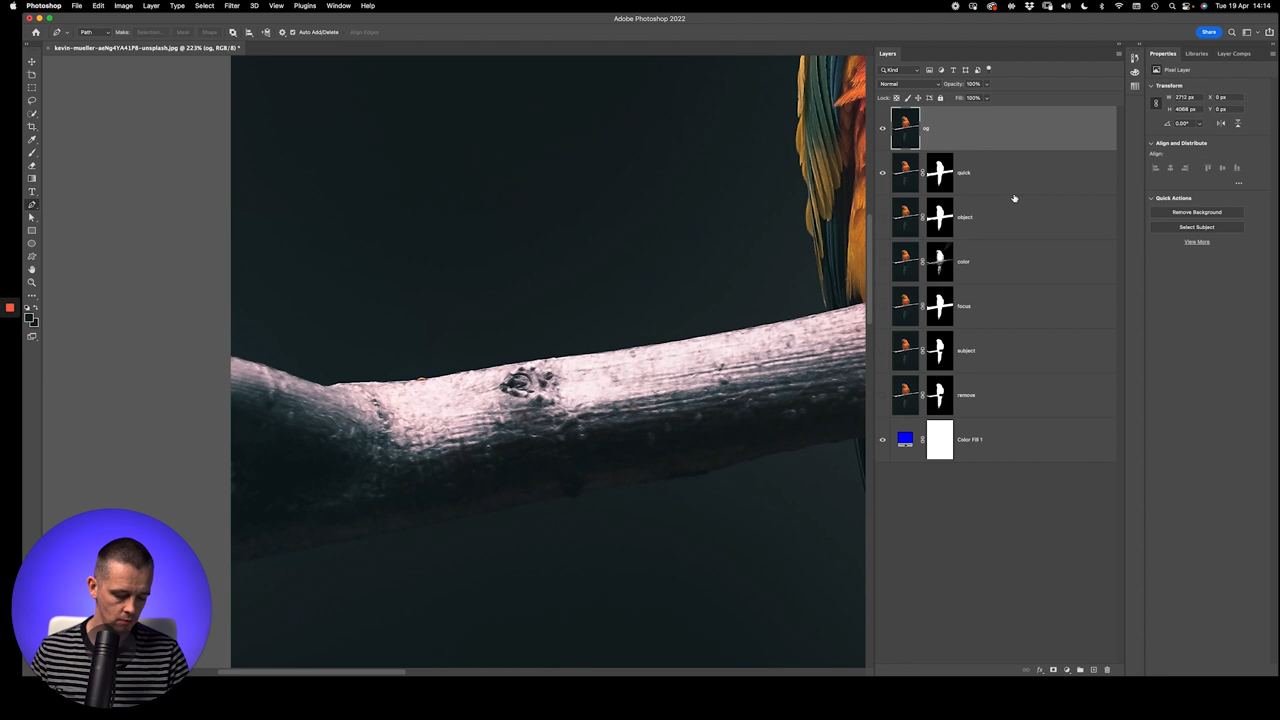 Photoshop File Edit Image Layer Type Select Filter 3D View Plugins Window Help Tue 19 Apr 14:14
Adobe Photoshop 2022
Path Make: Selection... Mask Shape Auto Add/Delete Align Edges Share
kevin-mueller-aeNg4YA41P8-unsplash.jpg @ 223% (og, RGB/8) *
Layers
Kind
Normal Opacity: 100%
Lock: Fill: 100%
og
quick
object
color
focus
subject
remove
Color Fill 1
Properties Libraries Layer Comps
Pixel Layer
Transform
W 2712 px X 0 px
H 4068 px Y 0 px
0.00°
Align and Distribute
Align:
Quick Actions
Remove Background
Select Subject
View More